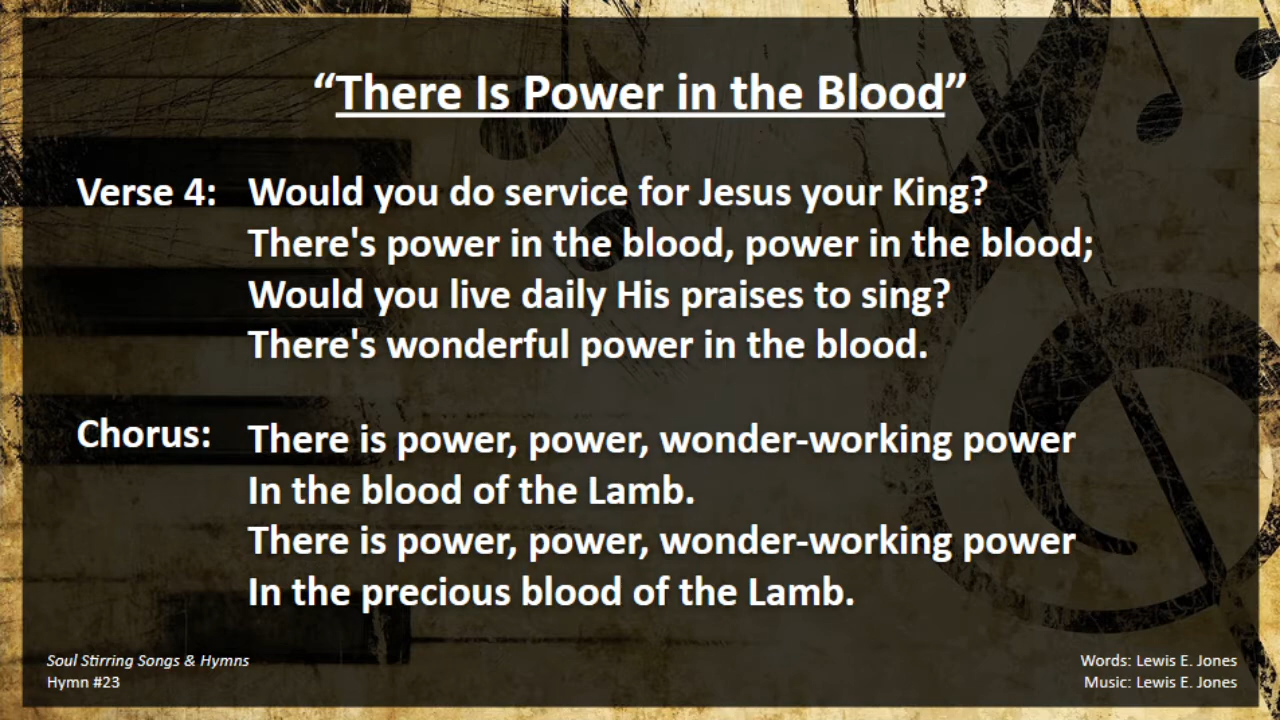 “There Is Power in the Blood”
Verse 4: Would you do service for Jesus your King?
There's power in the blood, power in the blood;
Would you live daily His praises to sing?
There's wonderful power in the blood.
Chorus: There is power, power, wonder-working power
In the blood of the Lamb.
There is power, power, wonder-working power
In the precious blood of the Lamb.
Soul Stirring Songs & Hymns
Hymn #23
Words: Lewis E. Jones
Music: Lewis E. Jones